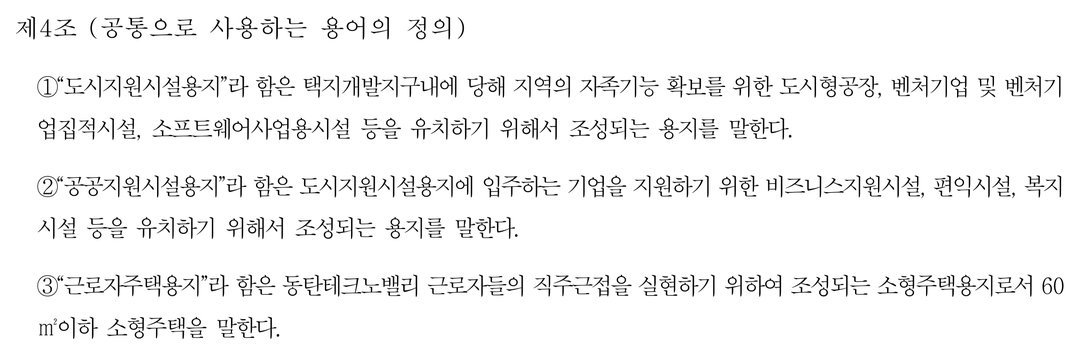 제4조 (공통으로 사용하는 용어의 정의)
①“도시지원시설용지”라 함은 택지개발지구내에 당해 지역의 자족기능 확보를 위한 도시형공장, 벤처기업 및 벤처기
업집적시설, 소프트웨어사업용시설 등을 유치하기 위해서 조성되는 용지를 말한다.
②“공공지원시설용지”라 함은 도시지원시설용지에 입주하는 기업을 지원하기 위한 비즈니스지원시설, 편익시설, 복지
시설 등을 유치하기 위해서 조성되는 용지를 말한다.
③“근로자주택용지”라 함은 동탄테크노밸리 근로자들의 직주근접을 실현하기 위하여 조성되는 소형주택용지로서 60
㎡이하 소형주택을 말한다.